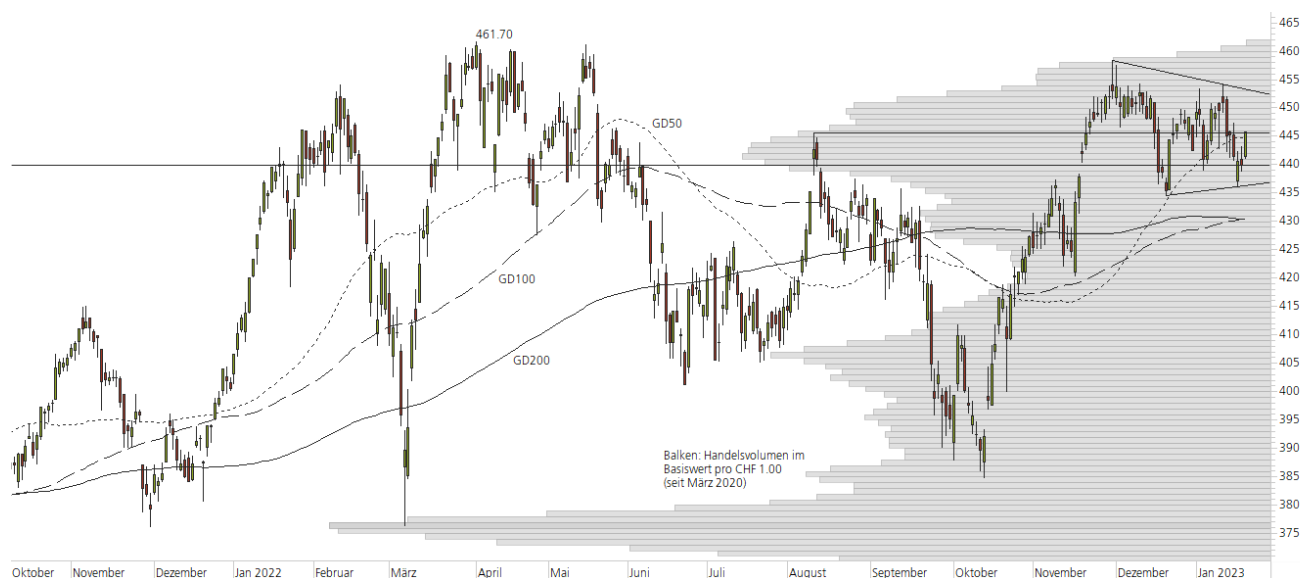 461.70
GD50
GD100
GD200
Balken: Handelsvolumen im
Basiswert pro CHF 1.00
(seit März 2020)
465
460
455
450
445
440
435
430
425
420
415
410
405
400
395
390
385
380
375
Oktober November Dezember Jan 2022 Februar März April Mai Juni Juli August September Oktober November Dezember Jan 2023